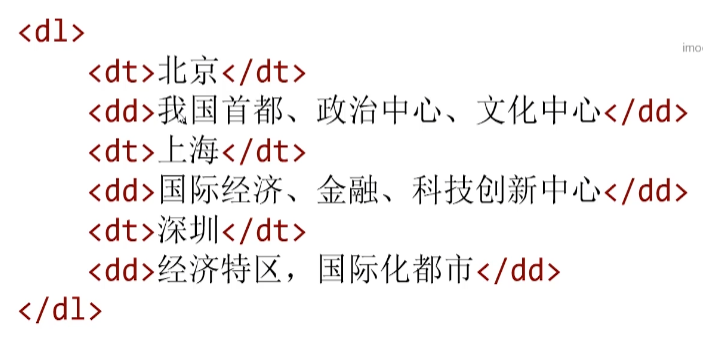 <dl>
    <dt>北京</dt>
    <dd>我国首都、政治中心、文化中心</dd>
    <dt>上海</dt>
    <dd>国际经济、金融、科技创新中心</dd>
    <dt>深圳</dt>
    <dd>经济特区，国际化都市</dd>
</dl>